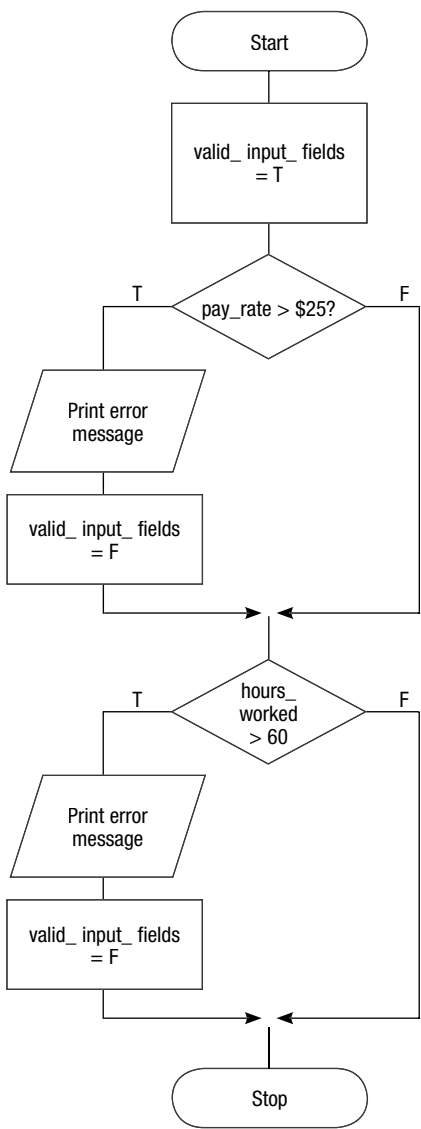 Start
valid_ input_ fields
= T
T
F
pay_rate > $25?
Print error
message
valid_ input_ fields
= F
T
F
hours_
worked
> 60
Print error
message
valid_ input_ fields
= F
Stop